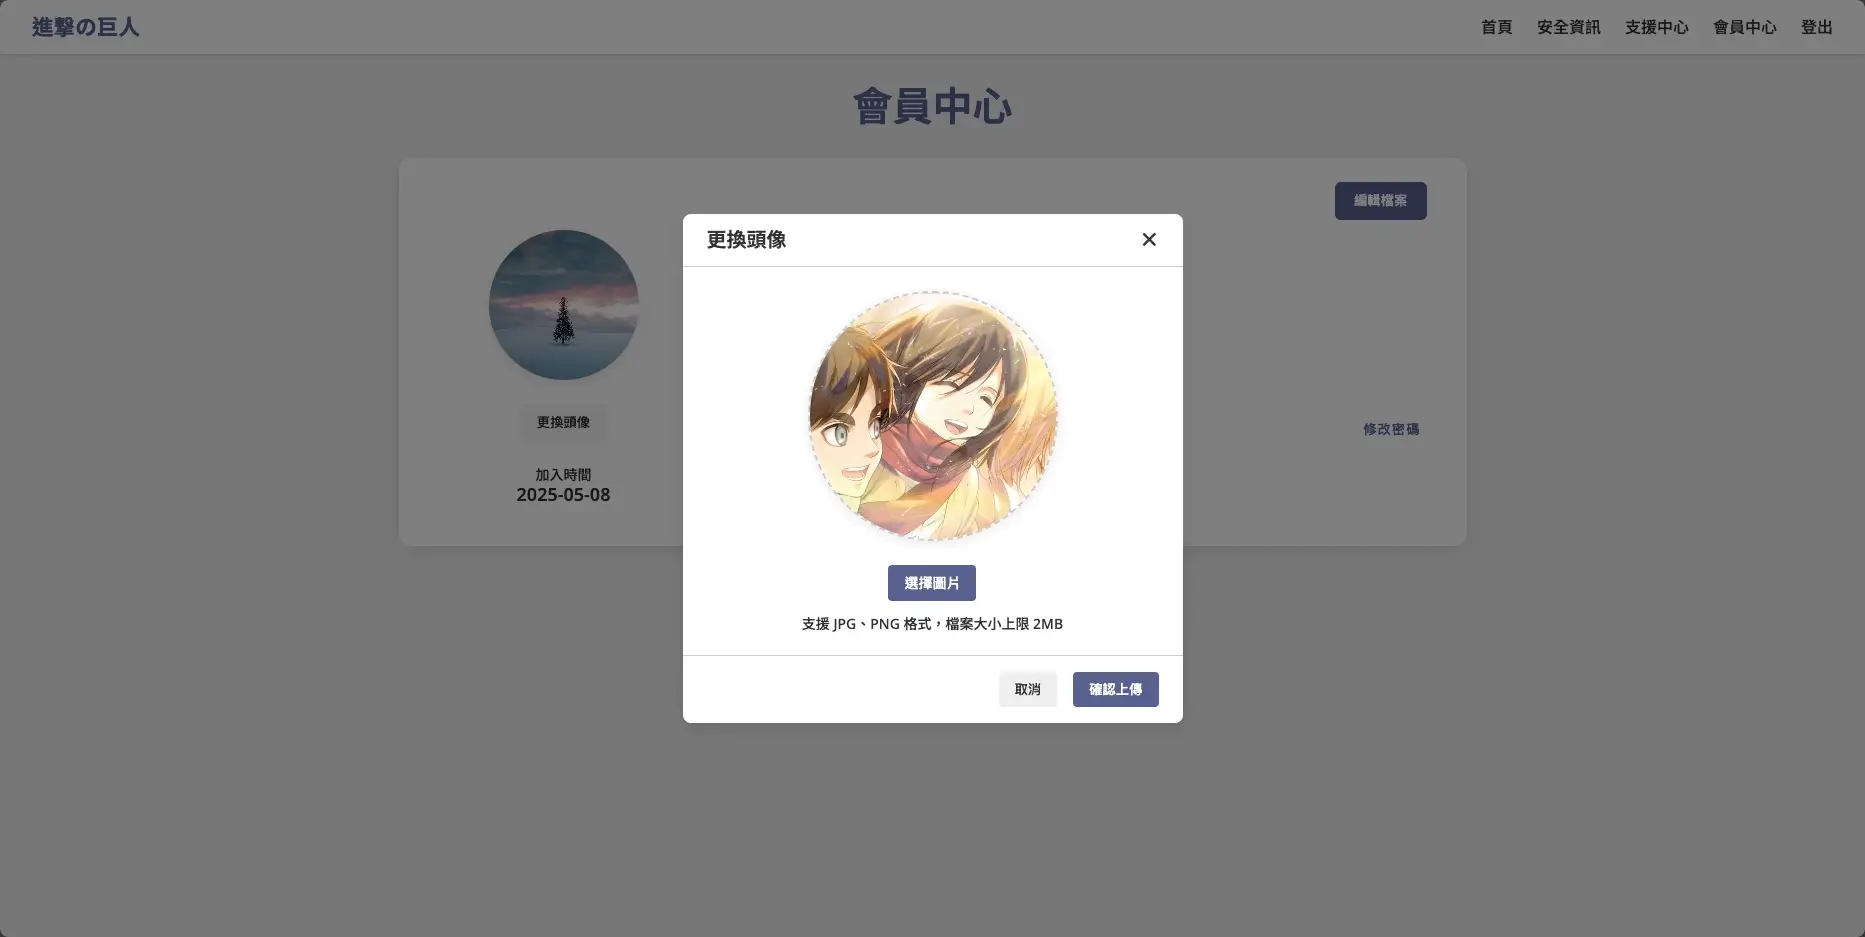 進撃の巨人
首頁
安全資訊
支援中心
會員中心
登出
會員中心
編輯檔案
更換頭像
加入時間
2025-05-08
修改密碼
更換頭像
選擇圖片
支援 JPG、PNG 格式，檔案大小上限 2MB
取消
確認上傳